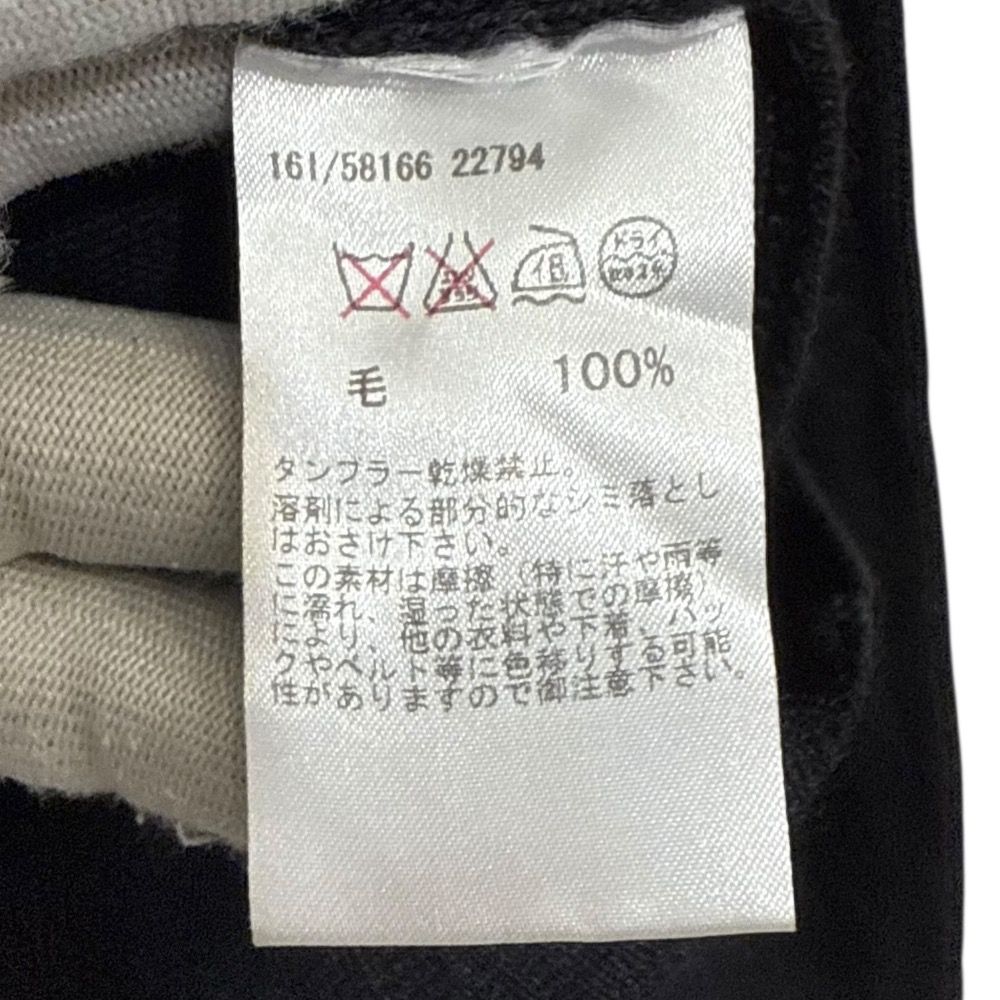 16I/58166 22794
低
ドライ
毛 100%
タンブラー乾燥禁止。
溶剤による部分的なシミ落とし
はおさけ下さい。
この素材は摩擦（特に汗や雨等
に濡れ、湿った状態での摩擦）
により、他の衣料や下着、バッ
クやベルト等に色移りする可能
性がありますので御注意下さい。